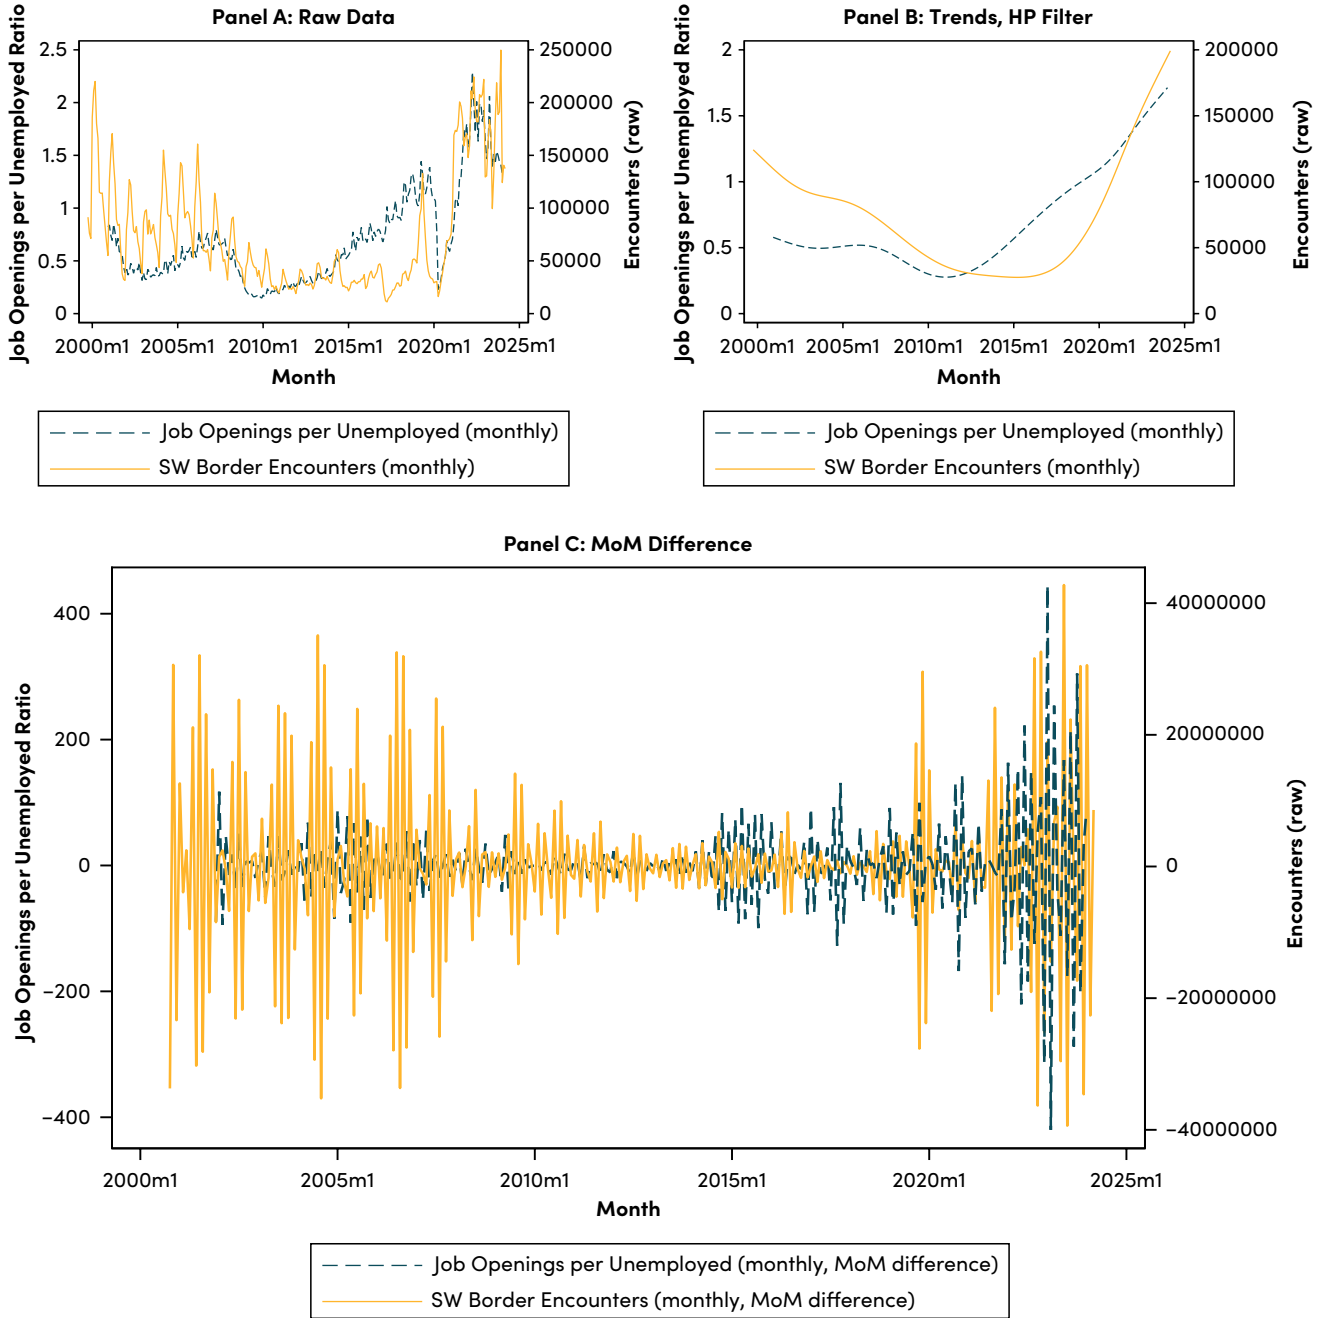 Panel A: Raw Data
Job Openings per Unemployed Ratio
2.5
2
1.5
1
0.5
0
250000
200000
150000
100000
50000
0
Encounters (raw)
2000m1 2005m1 2010m1 2015m1 2020m1 2025m1
Month
Job Openings per Unemployed (monthly)
SW Border Encounters (monthly)
Panel B: Trends, HP Filter
Job Openings per Unemployed Ratio
2
1.5
1
0.5
0
200000
150000
100000
50000
0
Encounters (raw)
2000m1 2005m1 2010m1 2015m1 2020m1 2025m1
Month
Job Openings per Unemployed (monthly)
SW Border Encounters (monthly)
Panel C: MoM Difference
Job Openings per Unemployed Ratio
400
200
0
−200
−400
40000000
20000000
0
−20000000
−40000000
Encounters (raw)
2000m1 2005m1 2010m1 2015m1 2020m1 2025m1
Month
Job Openings per Unemployed (monthly, MoM difference)
SW Border Encounters (monthly, MoM difference)